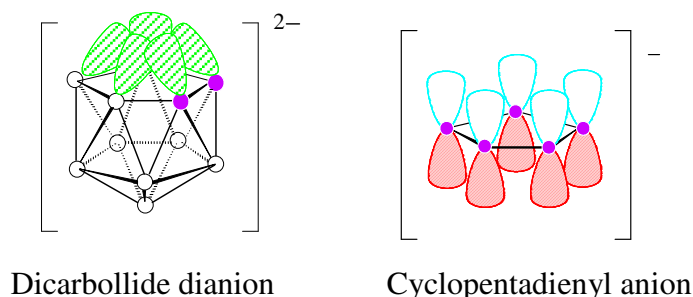 2–
–
Dicarbollide dianion
Cyclopentadienyl anion